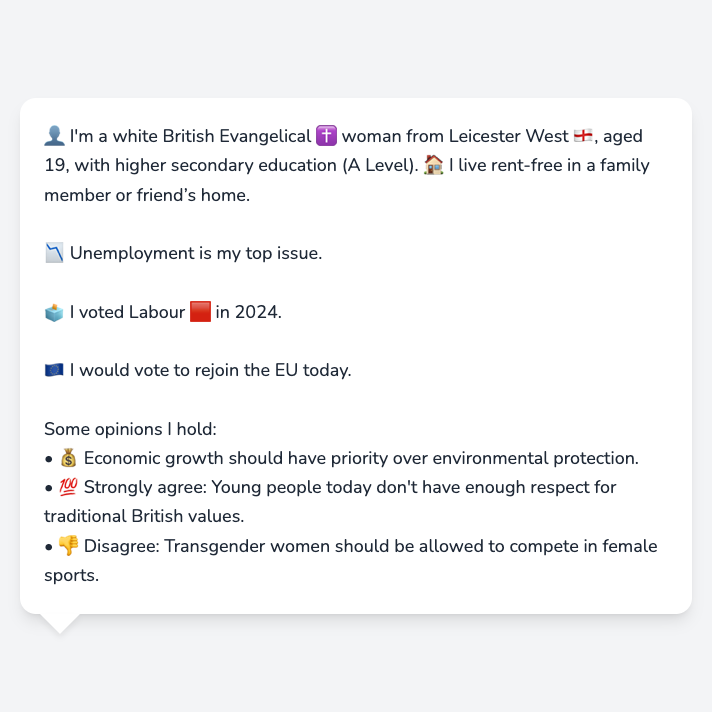 👤 I'm a white British Evangelical ✝️ woman from Leicester West 🏴󠁧󠁢󠁥󠁮󠁧󠁿, aged
19, with higher secondary education (A Level). 🏠 I live rent-free in a family
member or friend’s home.
📉 Unemployment is my top issue.
🗳️ I voted Labour 🟥 in 2024.
🇪🇺 I would vote to rejoin the EU today.
Some opinions I hold:
• 💰 Economic growth should have priority over environmental protection.
• 💯 Strongly agree: Young people today don't have enough respect for
traditional British values.
• 👎 Disagree: Transgender women should be allowed to compete in female
sports.